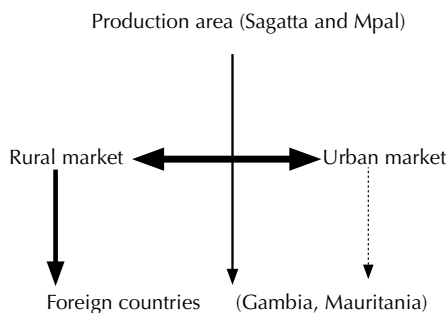 Production area (Sagatta and Mpal)
Rural market
Urban market
Foreign countries (Gambia, Mauritania)